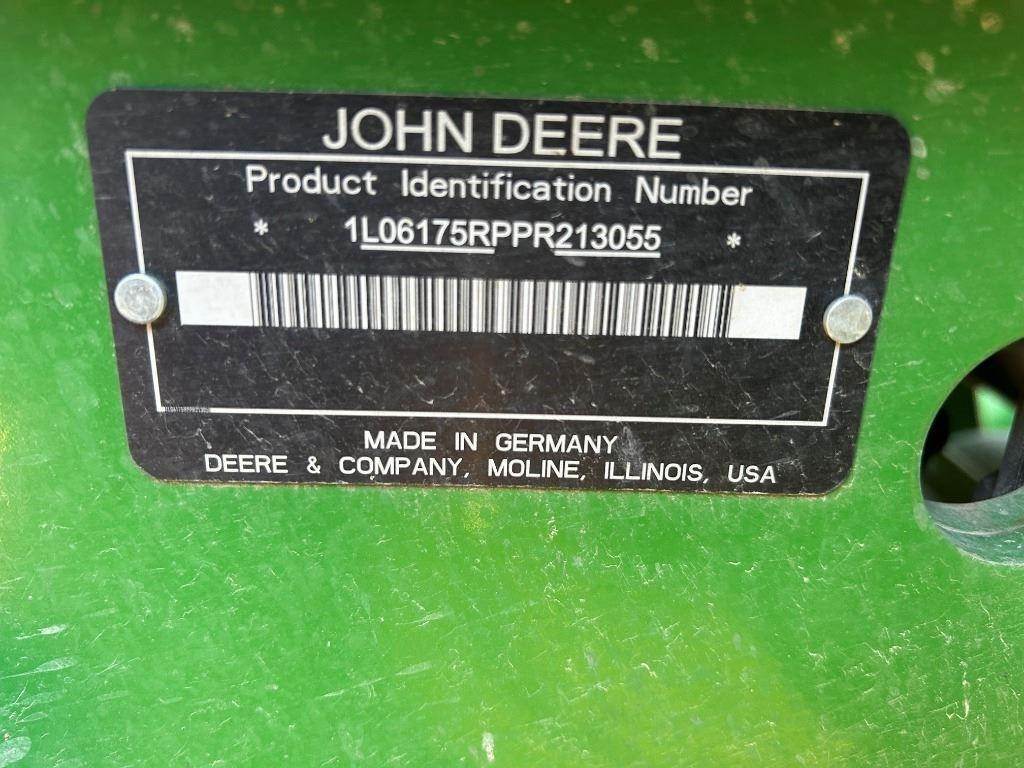 JOHN DEERE
Product Identification Number
* 1L06175RPPR213055 *
MADE IN GERMANY
DEERE & COMPANY, MOLINE, ILLINOIS, USA